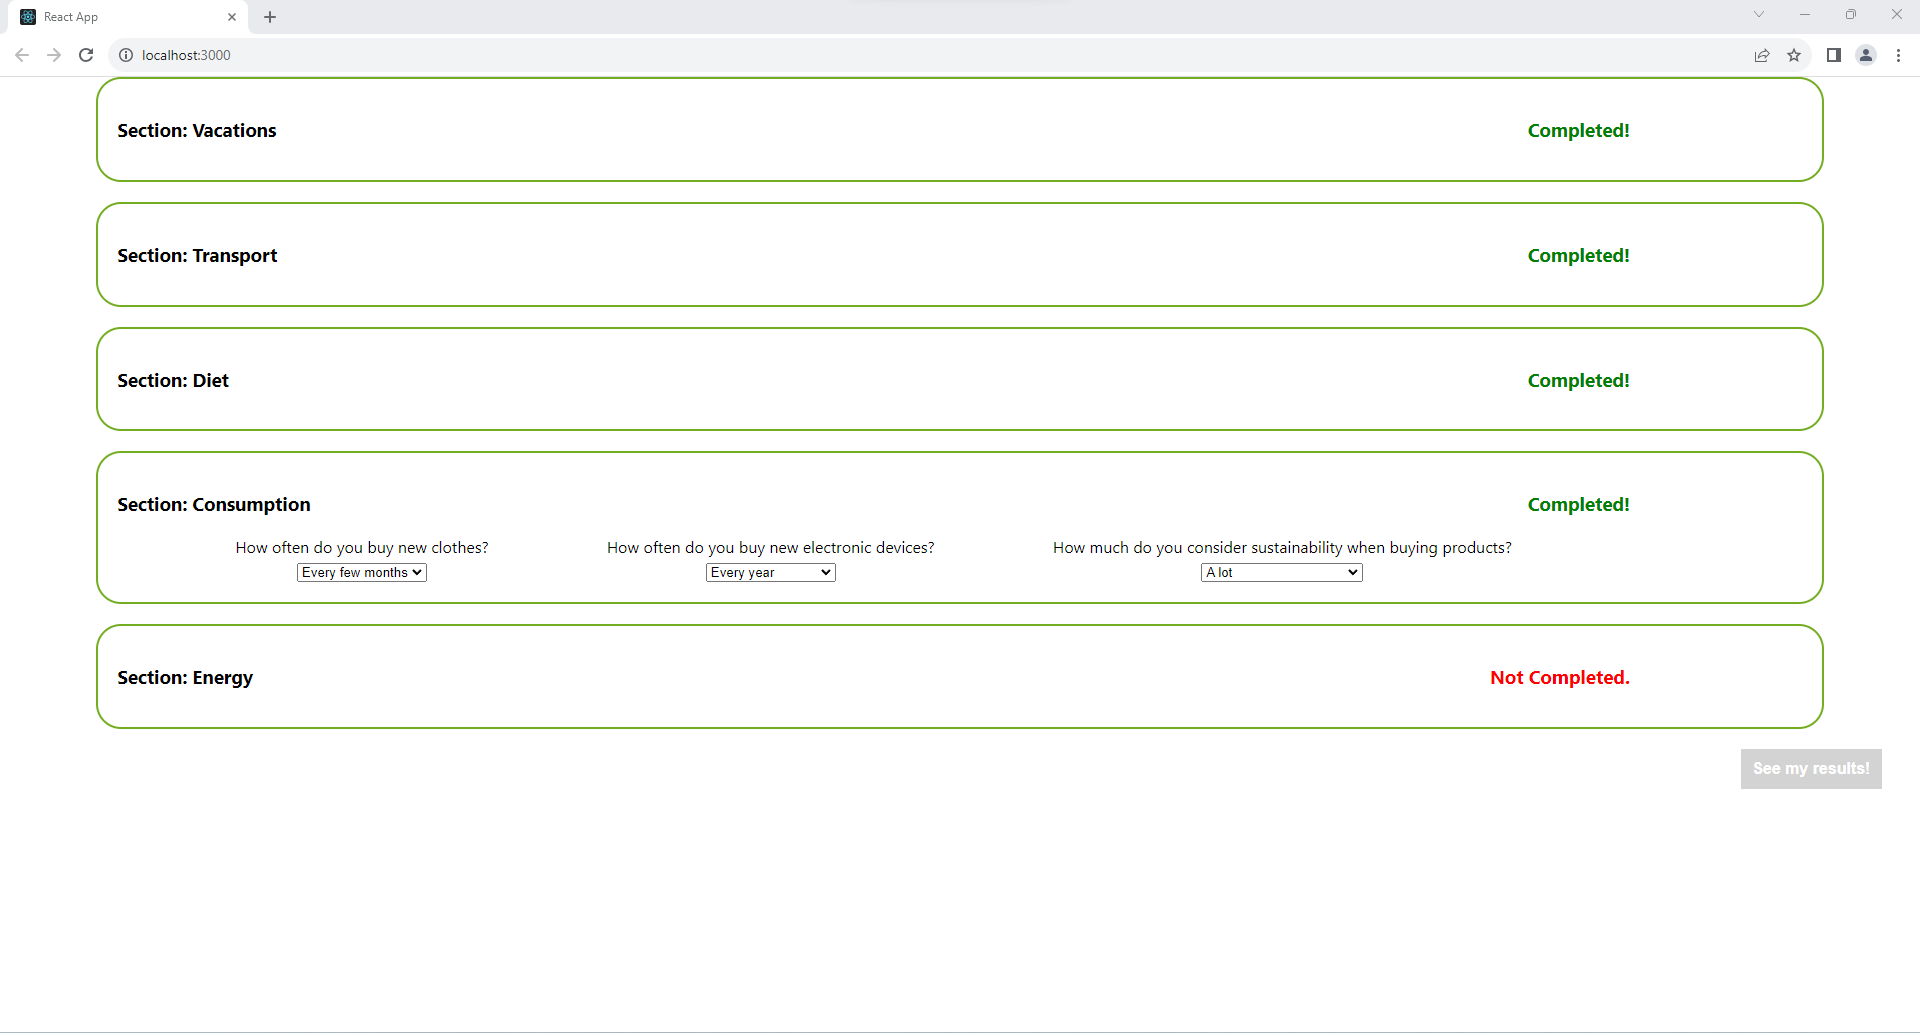 React App
localhost:3000
Section: Vacations Completed!
Section: Transport Completed!
Section: Diet Completed!
Section: Consumption Completed!
How often do you buy new clothes? How often do you buy new electronic devices? How much do you consider sustainability when buying products?
Every few months Every year A lot
Section: Energy Not Completed.
See my results!